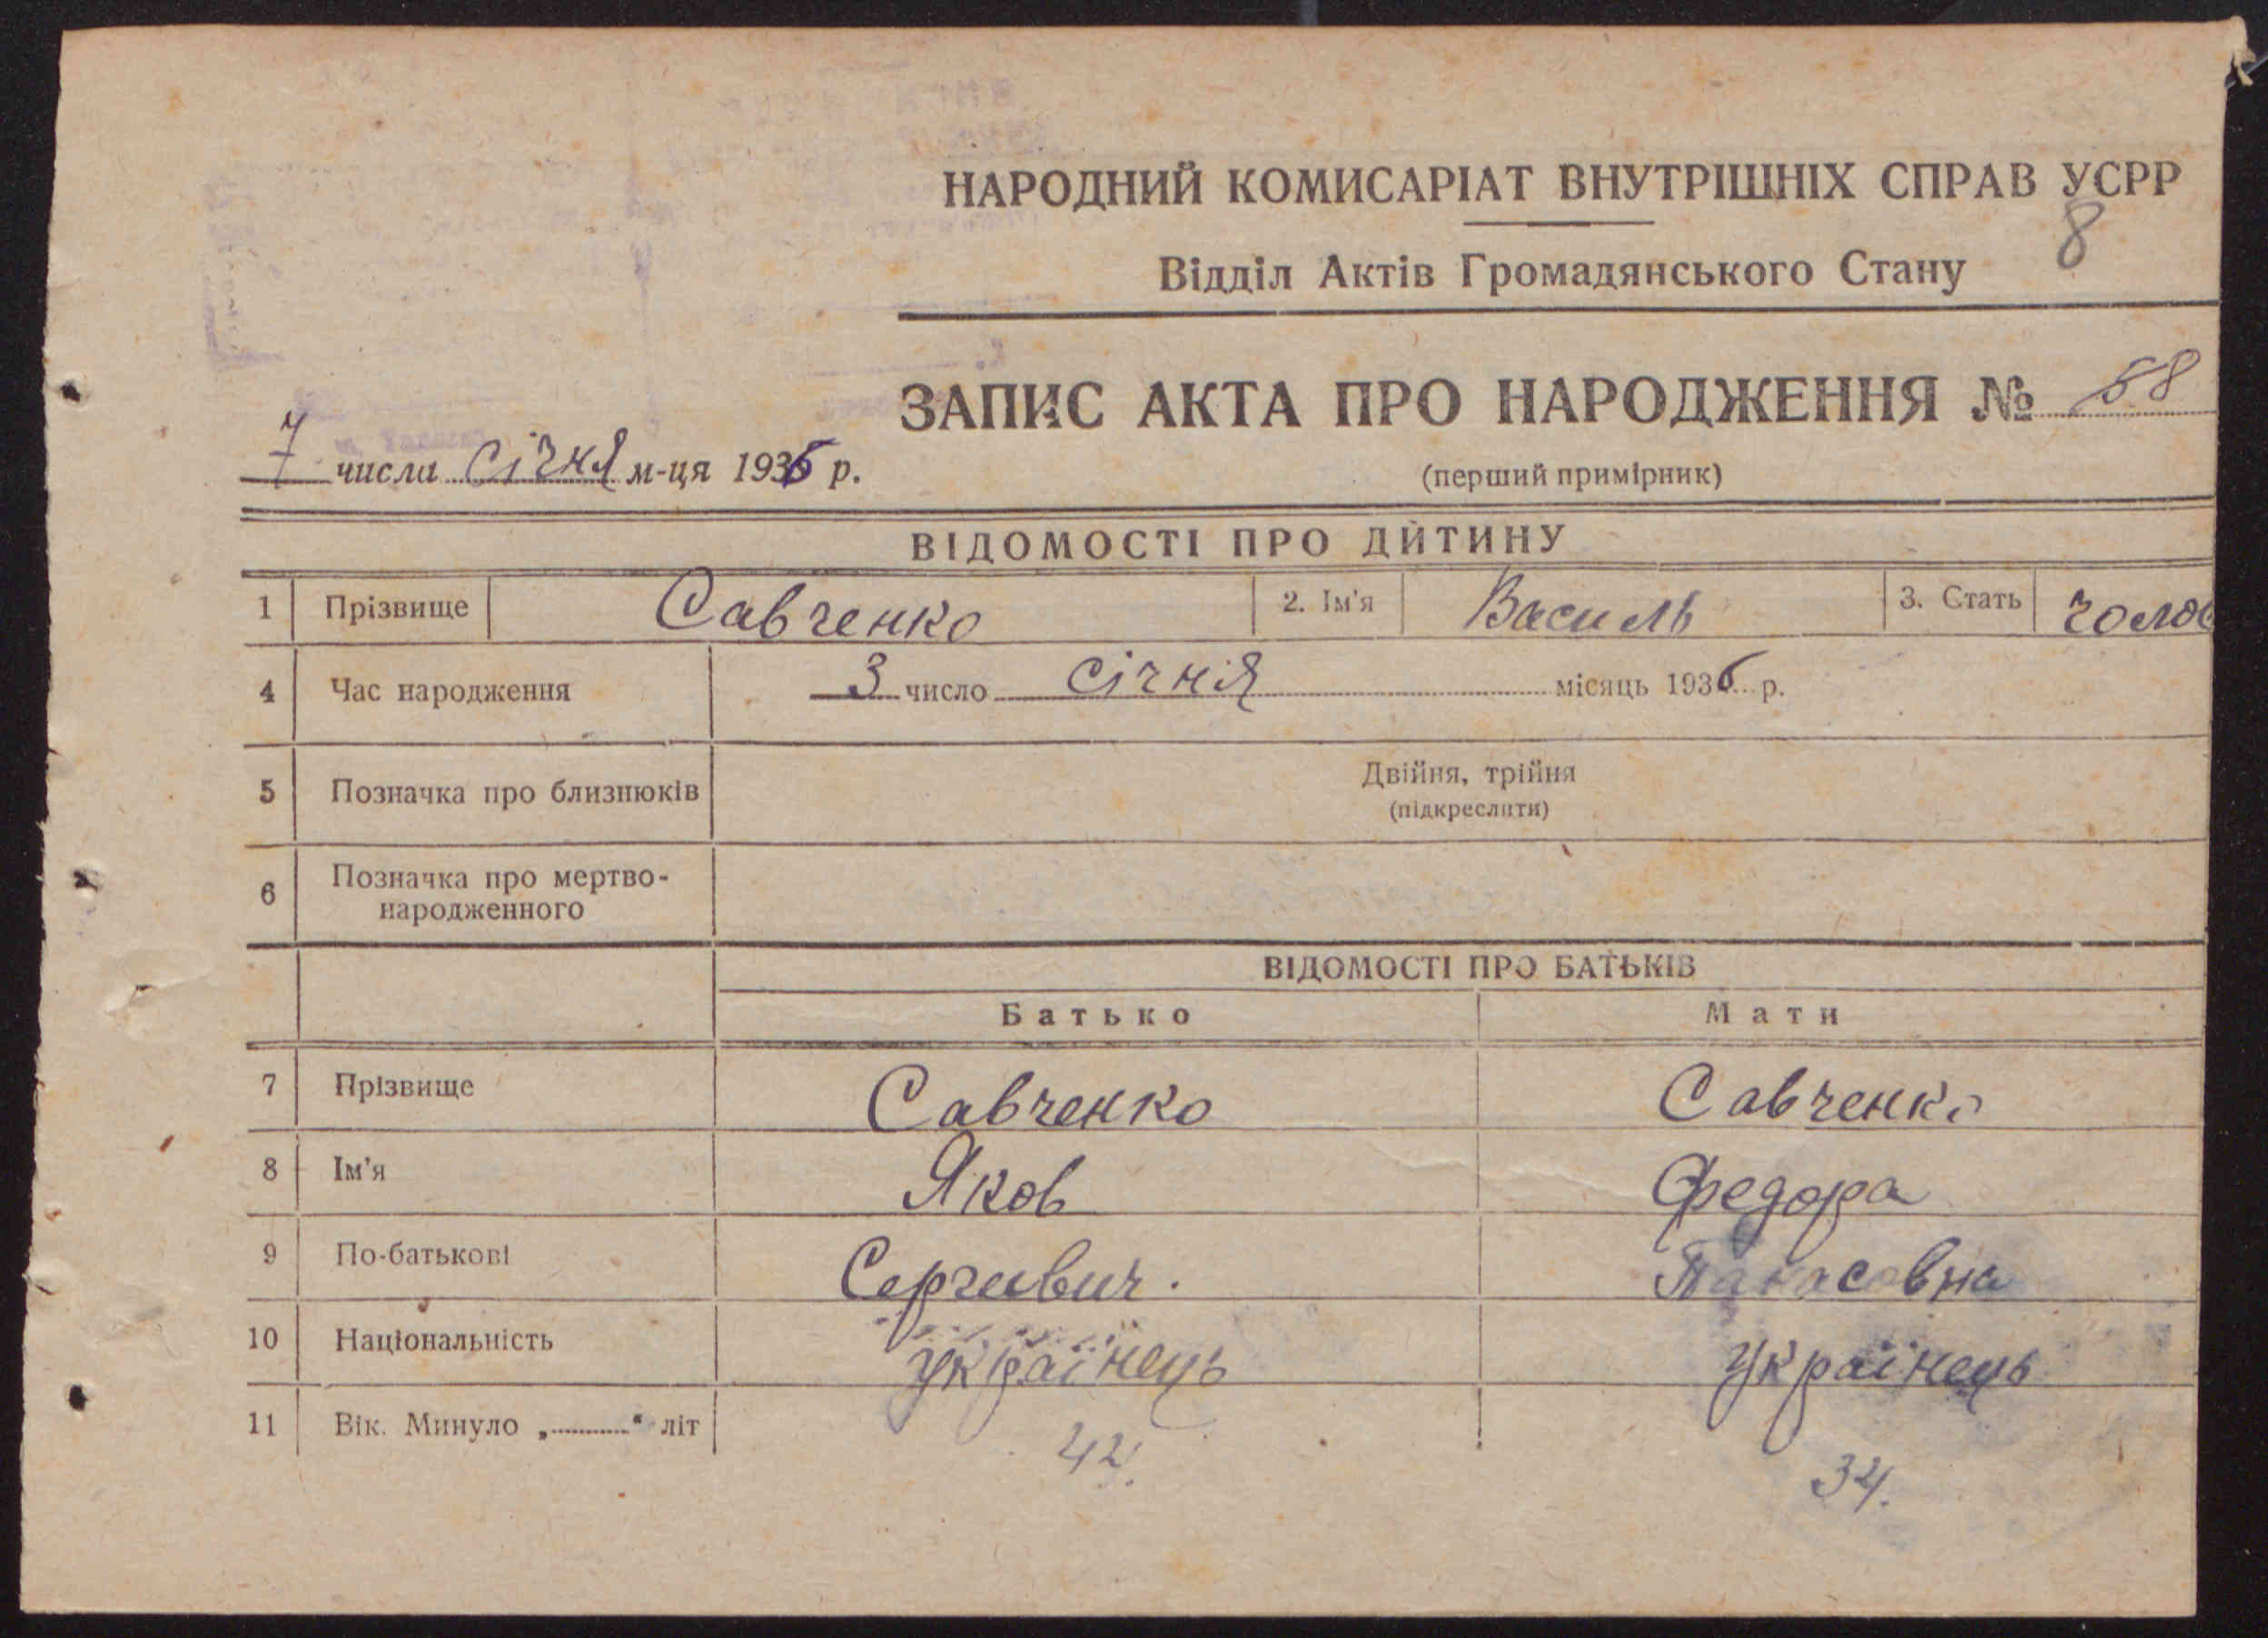 НАРОДНИЙ КОМИСАРІАТ ВНУТРІШНІХ СПРАВ УСРР
8
Відділ Актів Громадянського Стану
ЗАПИС АКТА ПРО НАРОДЖЕННЯ № 68
7 числа січня м-ця 1936 р.
(перший примірник)
ВІДОМОСТІ ПРО ДИТИНУ
1 Прізвище Савченко 2. Ім'я Василь 3. Стать чолов
4 Час народження 3 число січня місяць 1936 р.
5 Позначка про близнюків Двійня, трійня
(підкреслити)
6 Позначка про мертво-
народженного
ВІДОМОСТІ ПРО БАТЬКІВ
Батько Мати
7 Прізвище Савченко Савченко
8 Ім'я Яков Федора
9 По-батькові Сергиевич. Панасовна
10 Національність Українець Українець
11 Вік. Минуло „ “ літ 42. 34.